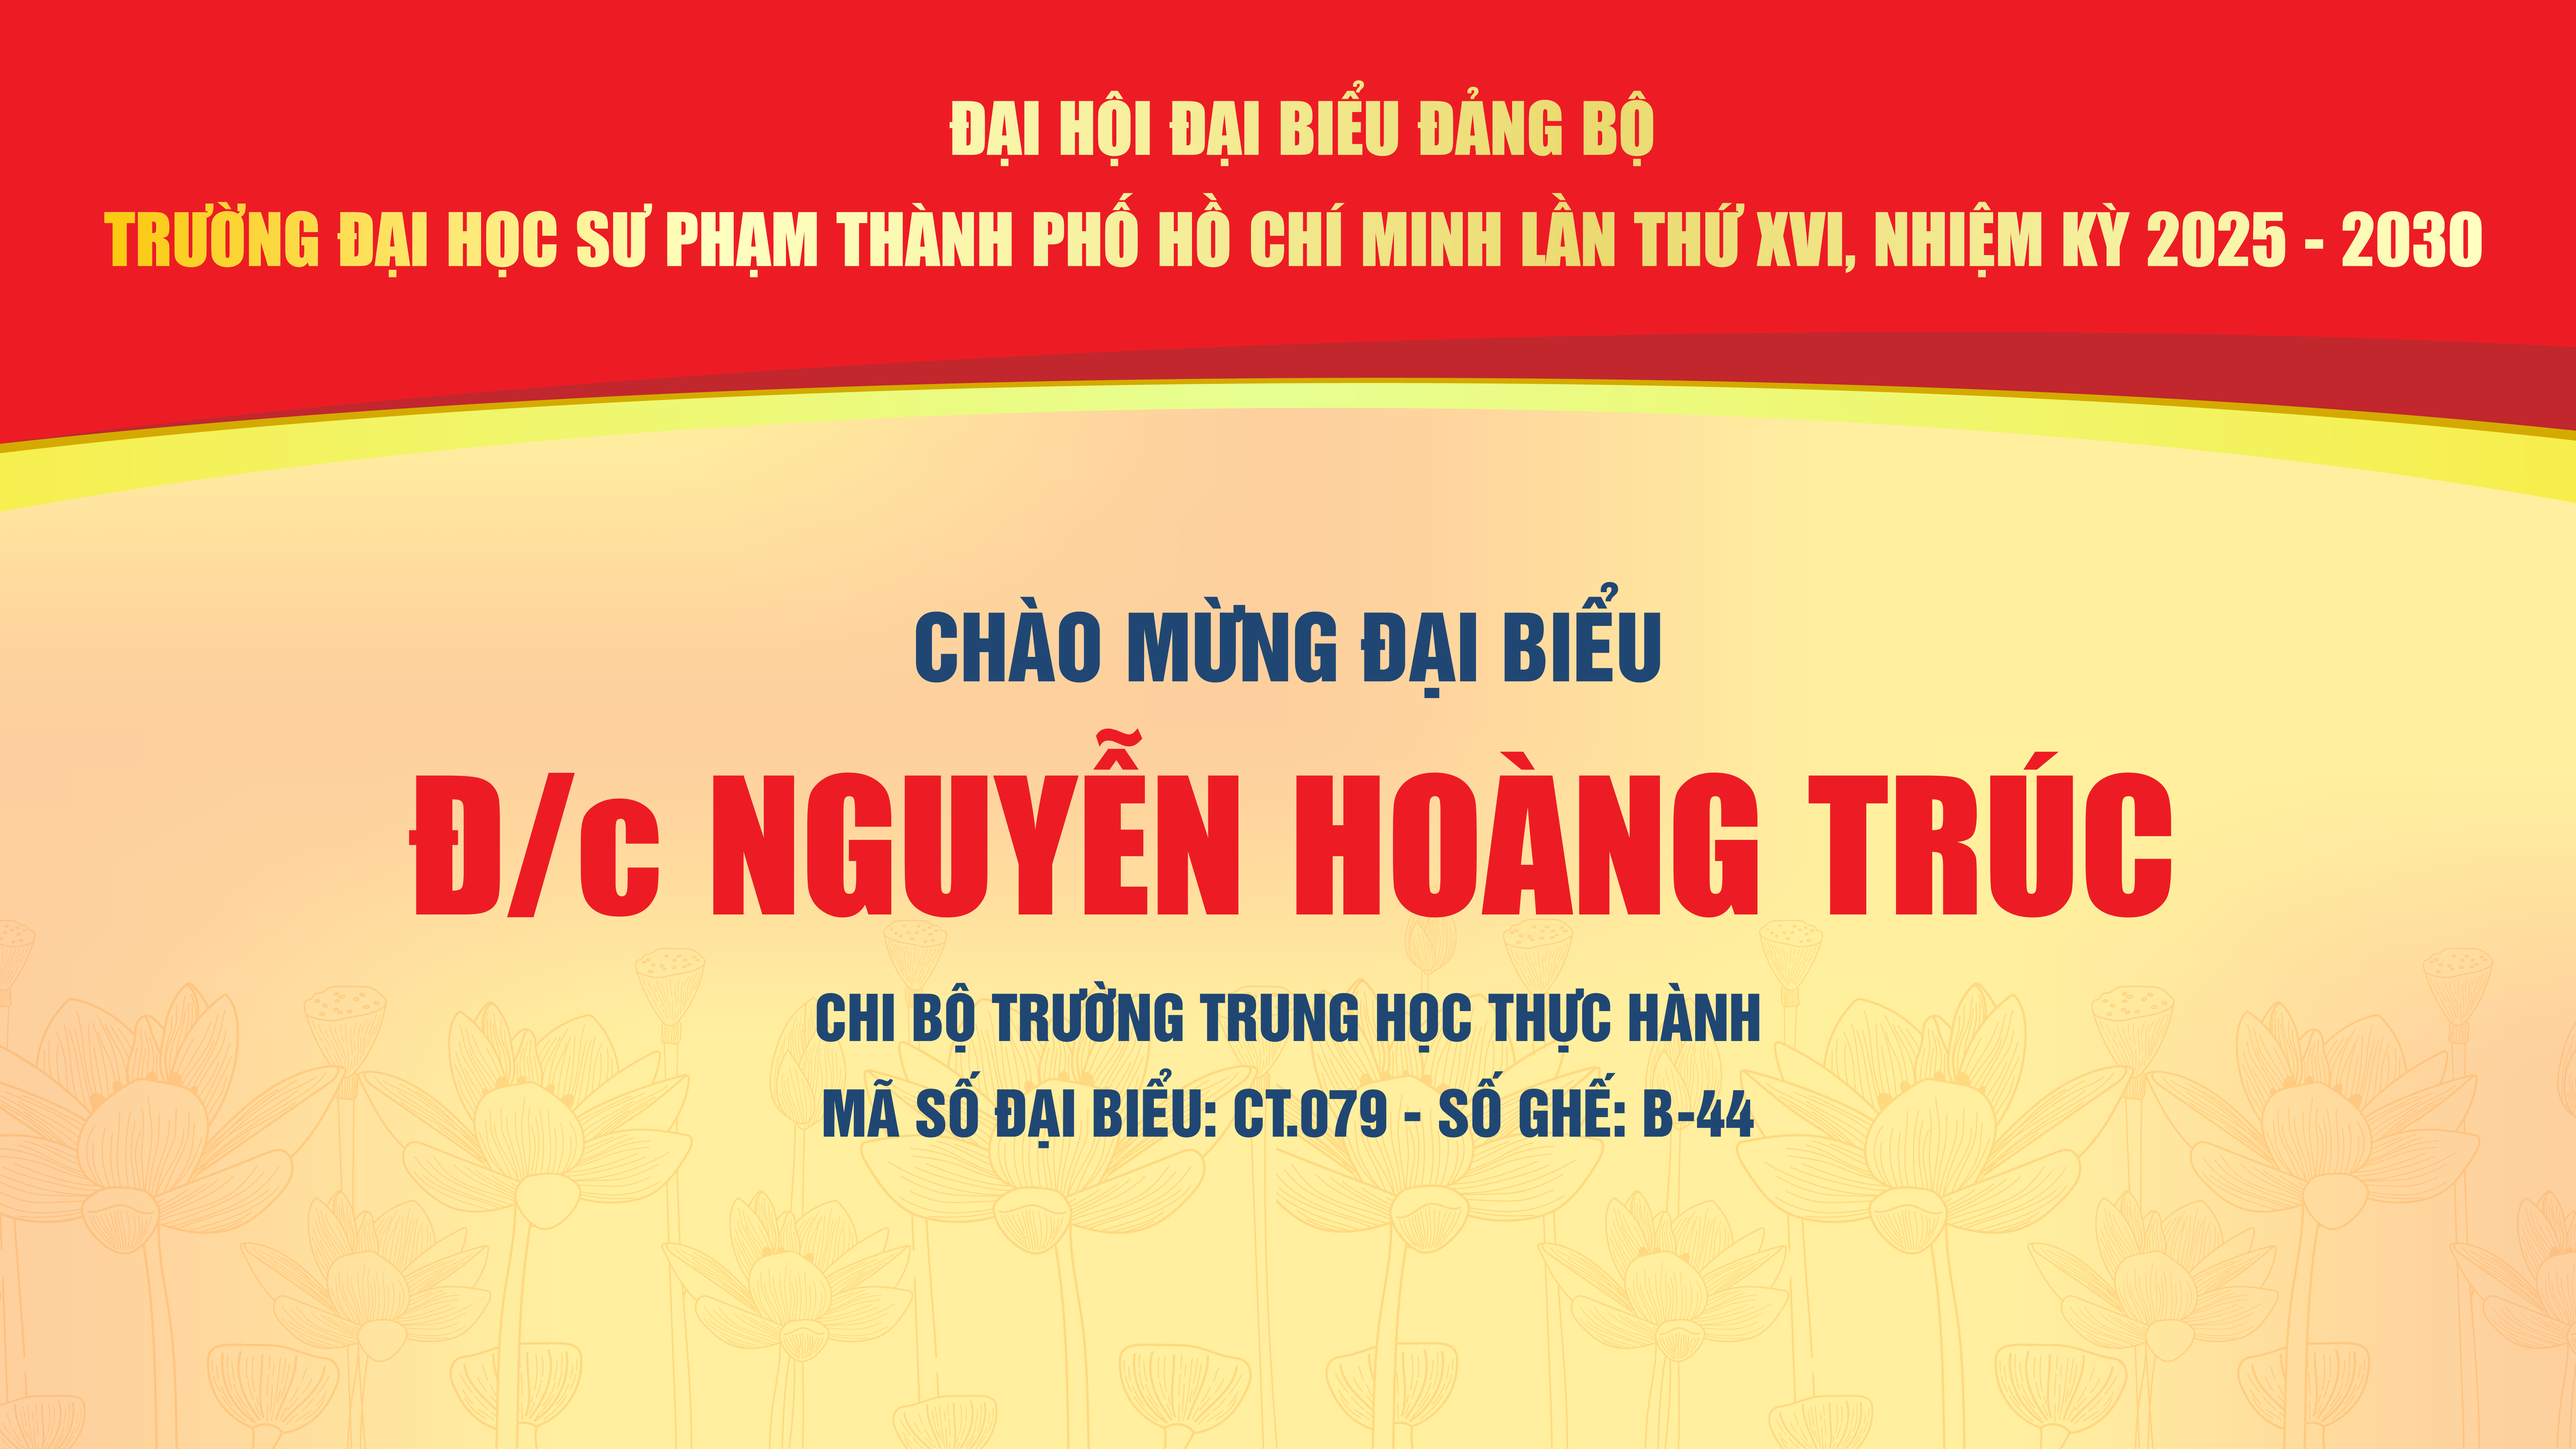 ĐẠI HỘI ĐẠI BIỂU ĐẢNG BỘ
TRƯỜNG ĐẠI HỌC SƯ PHẠM THÀNH PHỐ HỒ CHÍ MINH LẦN THỨ XVI, NHIỆM KỲ 2025 - 2030
CHÀO MỪNG ĐẠI BIỂU
Đ/c NGUYỄN HOÀNG TRÚC
CHI BỘ TRƯỜNG TRUNG HỌC THỰC HÀNH
MÃ SỐ ĐẠI BIỂU: CT.079 - SỐ GHẾ: B-44